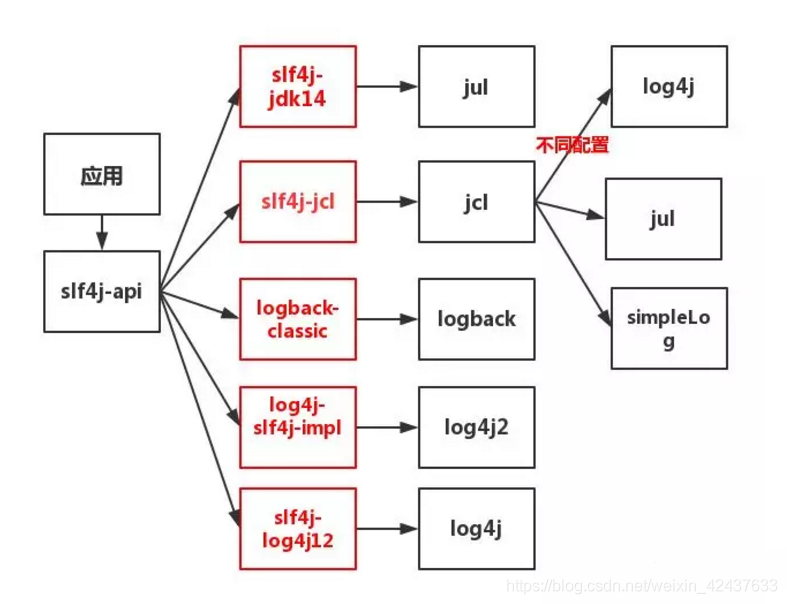 slf4j-
jdk14
jul
log4j
不同配置
应用
slf4j-jcl
jcl
jul
slf4j-api
logback-
classic
logback
simpleLo
g
log4j-
slf4j-impl
log4j2
slf4j-
log4j12
log4j
https://blog.csdn.net/weixin_42437633